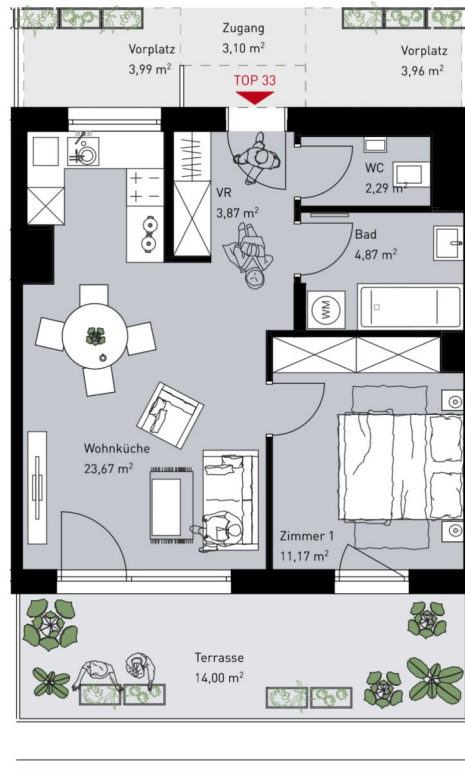 Zugang
3,10 m²
Vorplatz
3,99 m²
Vorplatz
3,96 m²
TOP 33
WC
2,29 m²
VR
3,87 m²
Bad
4,87 m²
WM
Wohnküche
23,67 m²
Zimmer 1
11,17 m²
Terrasse
14,00 m²